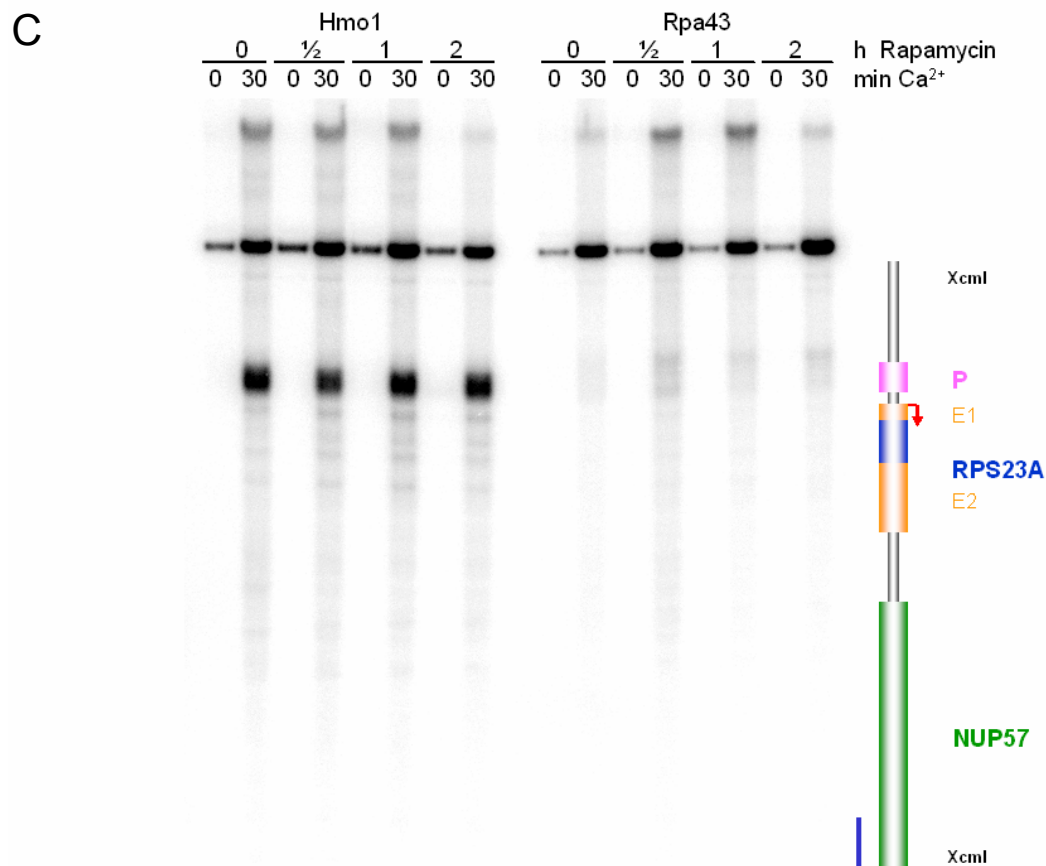 C
Hmo1 Rpa43
0 ½ 1 2 0 ½ 1 2 h Rapamycin
0 30 0 30 0 30 0 30 0 30 0 30 0 30 0 30 min Ca²⁺
XcmI
P
E1
RPS23A
E2
NUP57
XcmI